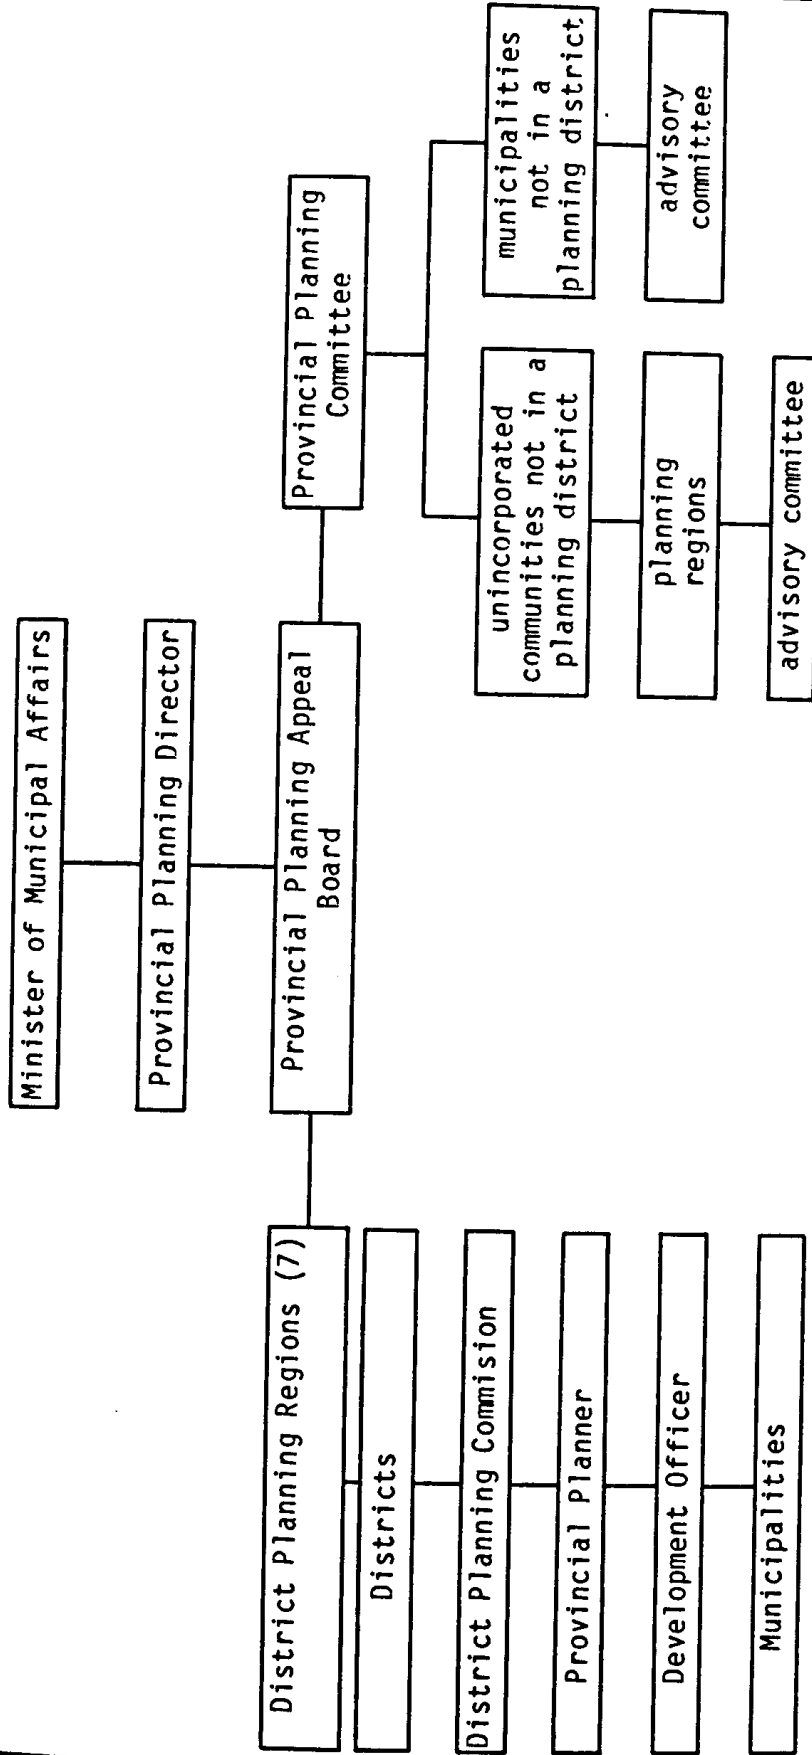 Minister of Municipal Affairs
Provincial Planning Director
Provincial Planning Appeal
Board
District Planning Regions (7)
Districts
District Planning Commision
Provincial Planner
Development Officer
Municipalities
Provincial Planning
Committee
unincorporated
communities not in a
planning district
planning
regions
advisory committee
municipalities
not in a
planning district
advisory
committee